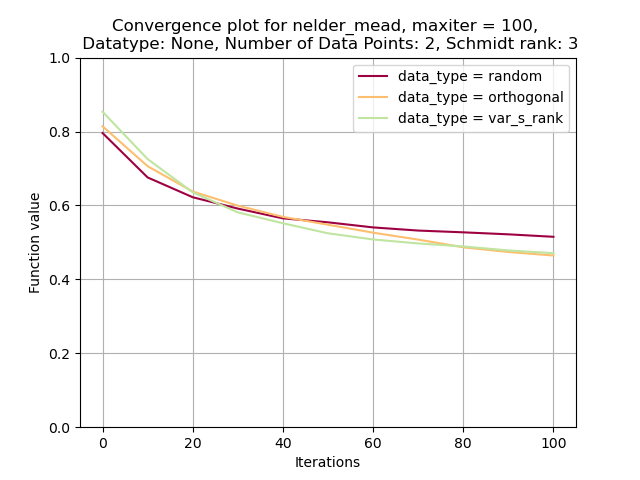 Convergence plot for nelder_mead, maxiter = 100,
Datatype: None, Number of Data Points: 2, Schmidt rank: 3
data_type = random
data_type = orthogonal
data_type = var_s_rank
Function value
1.0
0.8
0.6
0.4
0.2
0.0
0 20 40 60 80 100
Iterations